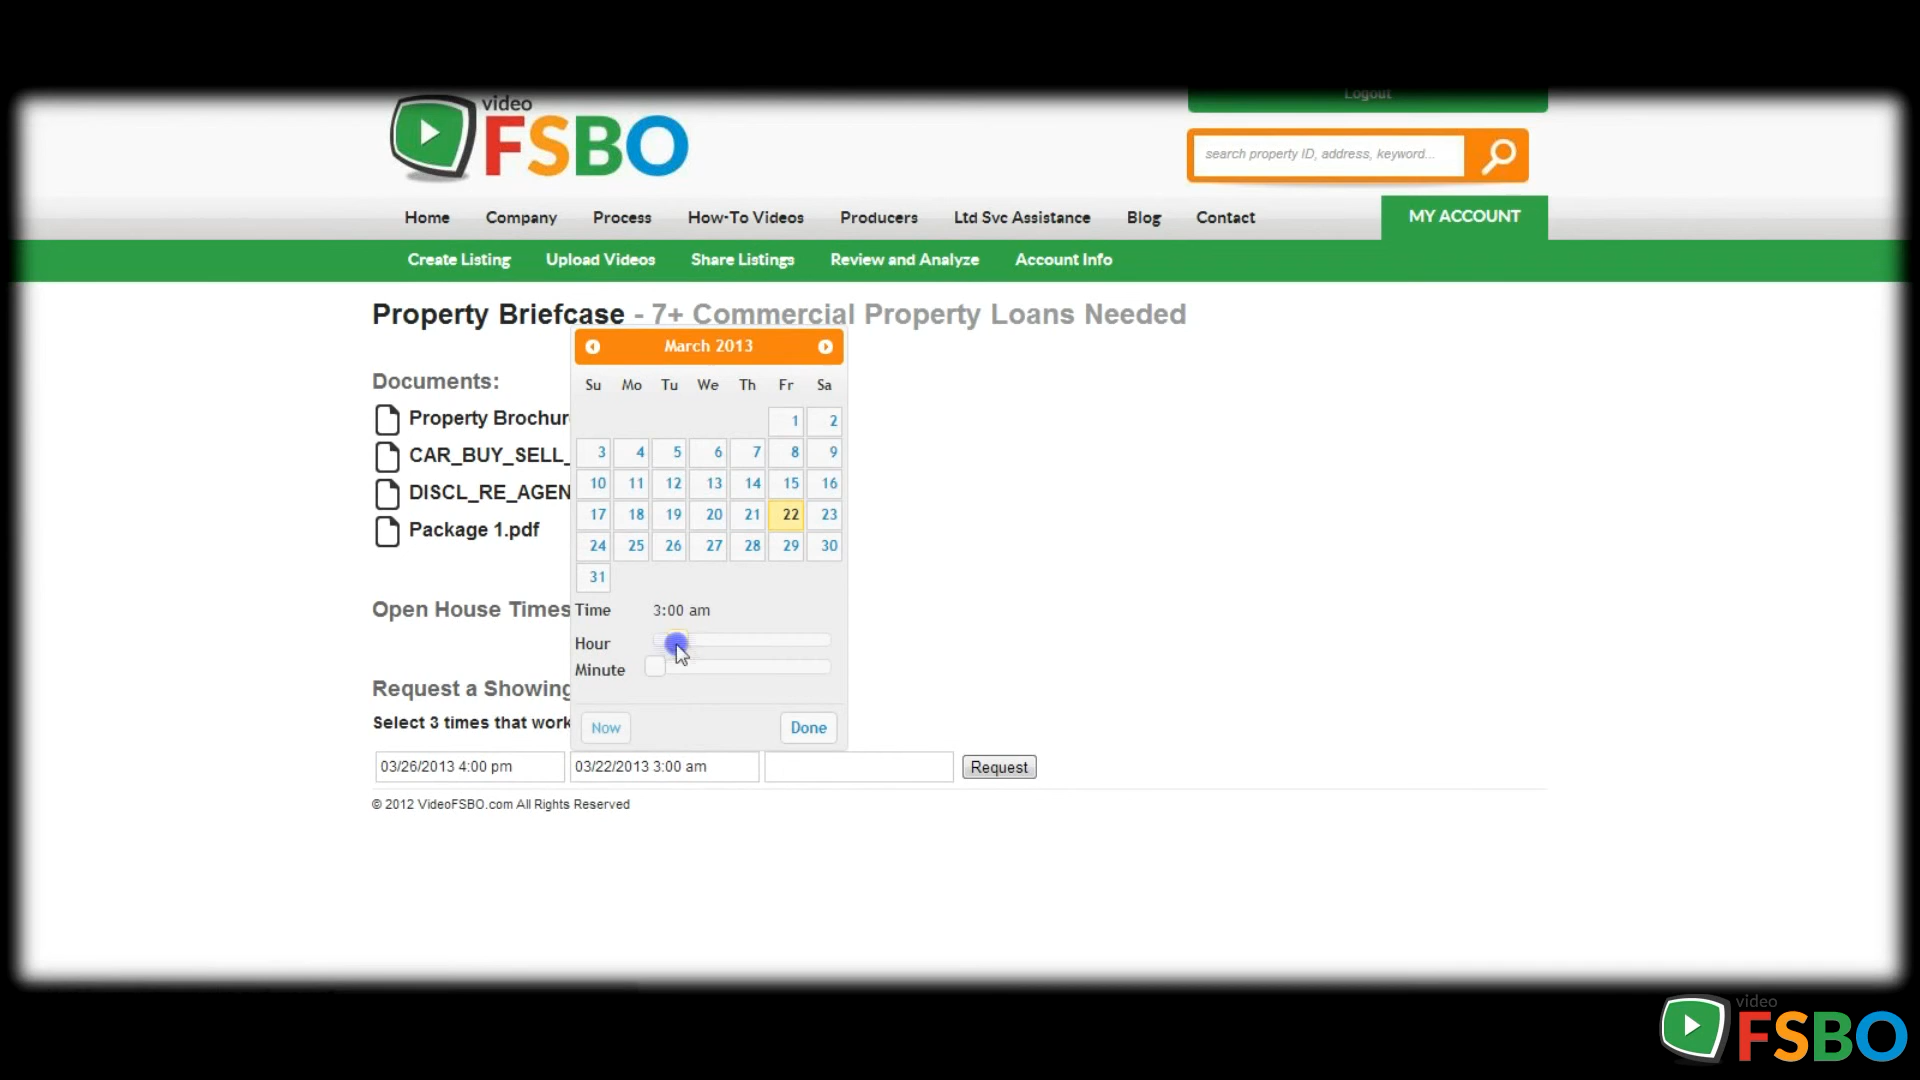 Logout
video
FSBO
search property ID, address, keyword...
Home Company Process How-To Videos Producers Ltd Svc Assistance Blog Contact MY ACCOUNT
Create Listing Upload Videos Share Listings Review and Analyze Account Info
Property Briefcase - 7+ Commercial Property Loans Needed
March 2013
Su Mo Tu We Th Fr Sa
1 2
3 4 5 6 7 8 9
10 11 12 13 14 15 16
17 18 19 20 21 22 23
24 25 26 27 28 29 30
31
Time 3:00 am
Hour
Minute
Now Done
Documents:
Property Brochur
CAR_BUY_SELL_
DISCL_RE_AGEN
Package 1.pdf
Open House Times
Request a Showing
Select 3 times that work
03/26/2013 4:00 pm 03/22/2013 3:00 am Request
© 2012 VideoFSBO.com All Rights Reserved
video
FSBO